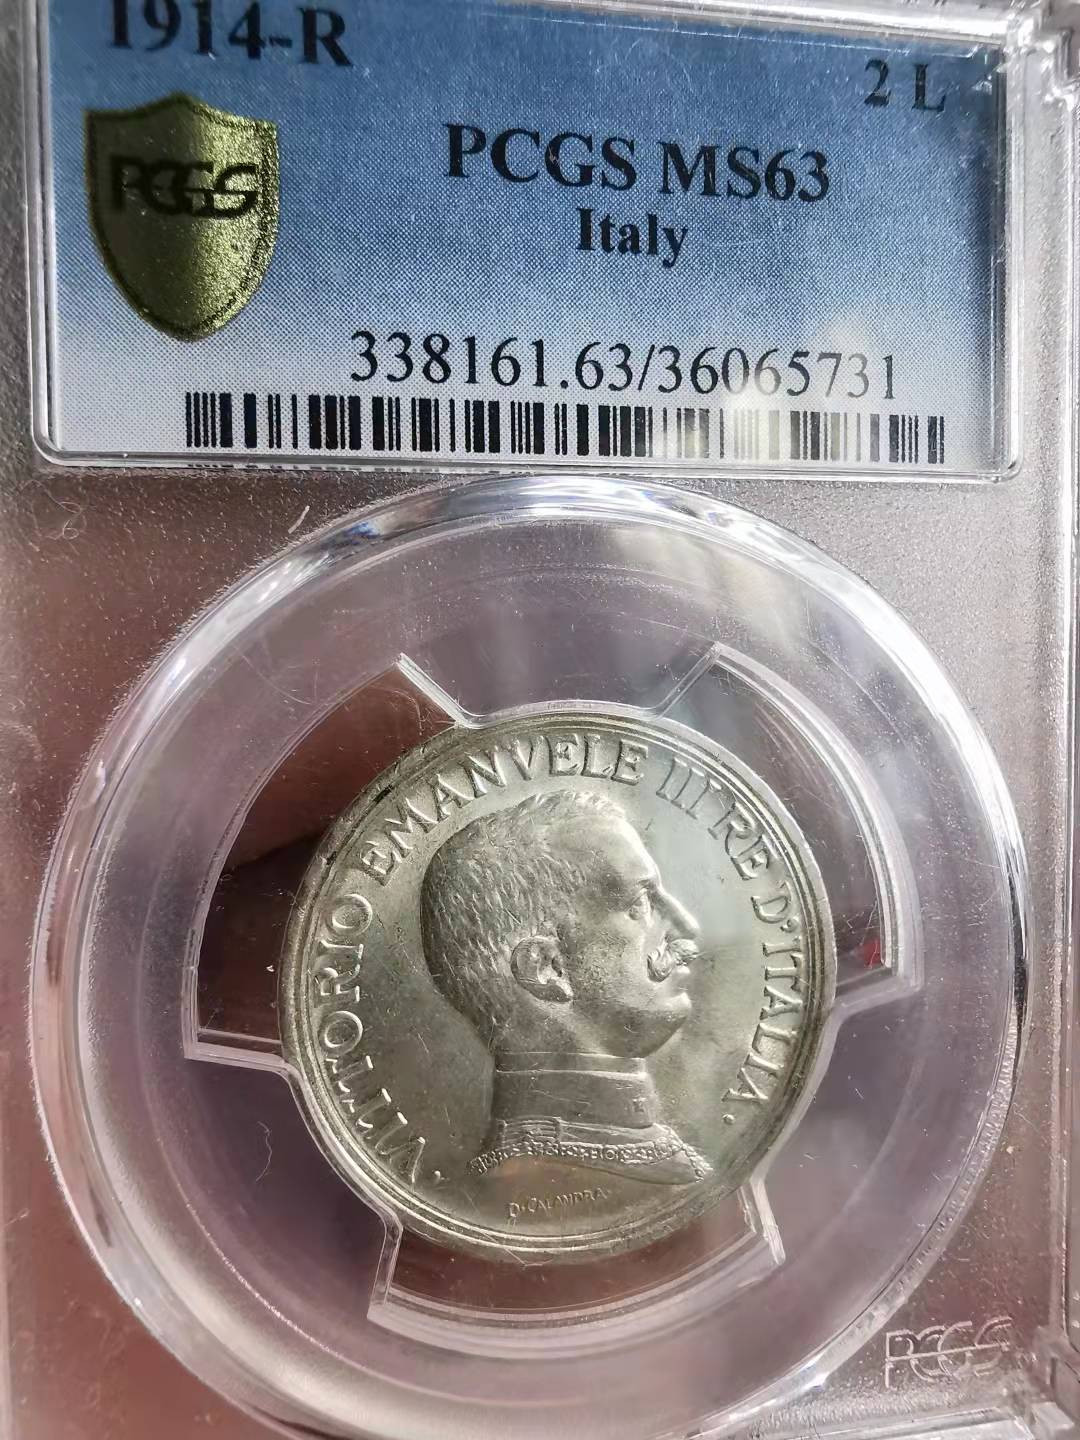 1914-R
2 L
PCGS
PCGS MS63
Italy
338161.63/36065731
VITTORIO EMANVELE III RE D'ITALIA.
D. CALANDRA
PCGS